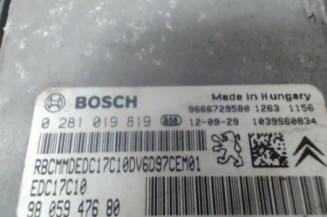 BOSCH
Made in Hungary
9666729580 1263 1156
0 281 019 819 650 12-09-29 1039S60834
RBCMMDEDC17C10DV6D97CEM01
EDC17C10
98 059 476 80